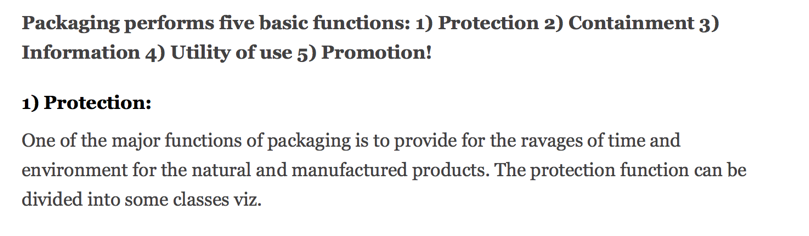 Packaging performs five basic functions: 1) Protection 2) Containment 3)
Information 4) Utility of use 5) Promotion!
1) Protection:
One of the major functions of packaging is to provide for the ravages of time and
environment for the natural and manufactured products. The protection function can be
divided into some classes viz.